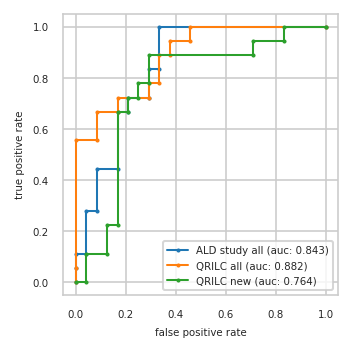 1.0
0.8
0.6
0.4
0.2
0.0
true positive rate
ALD study all (auc: 0.843)
QRILC all (auc: 0.882)
QRILC new (auc: 0.764)
0.0 0.2 0.4 0.6 0.8 1.0
false positive rate